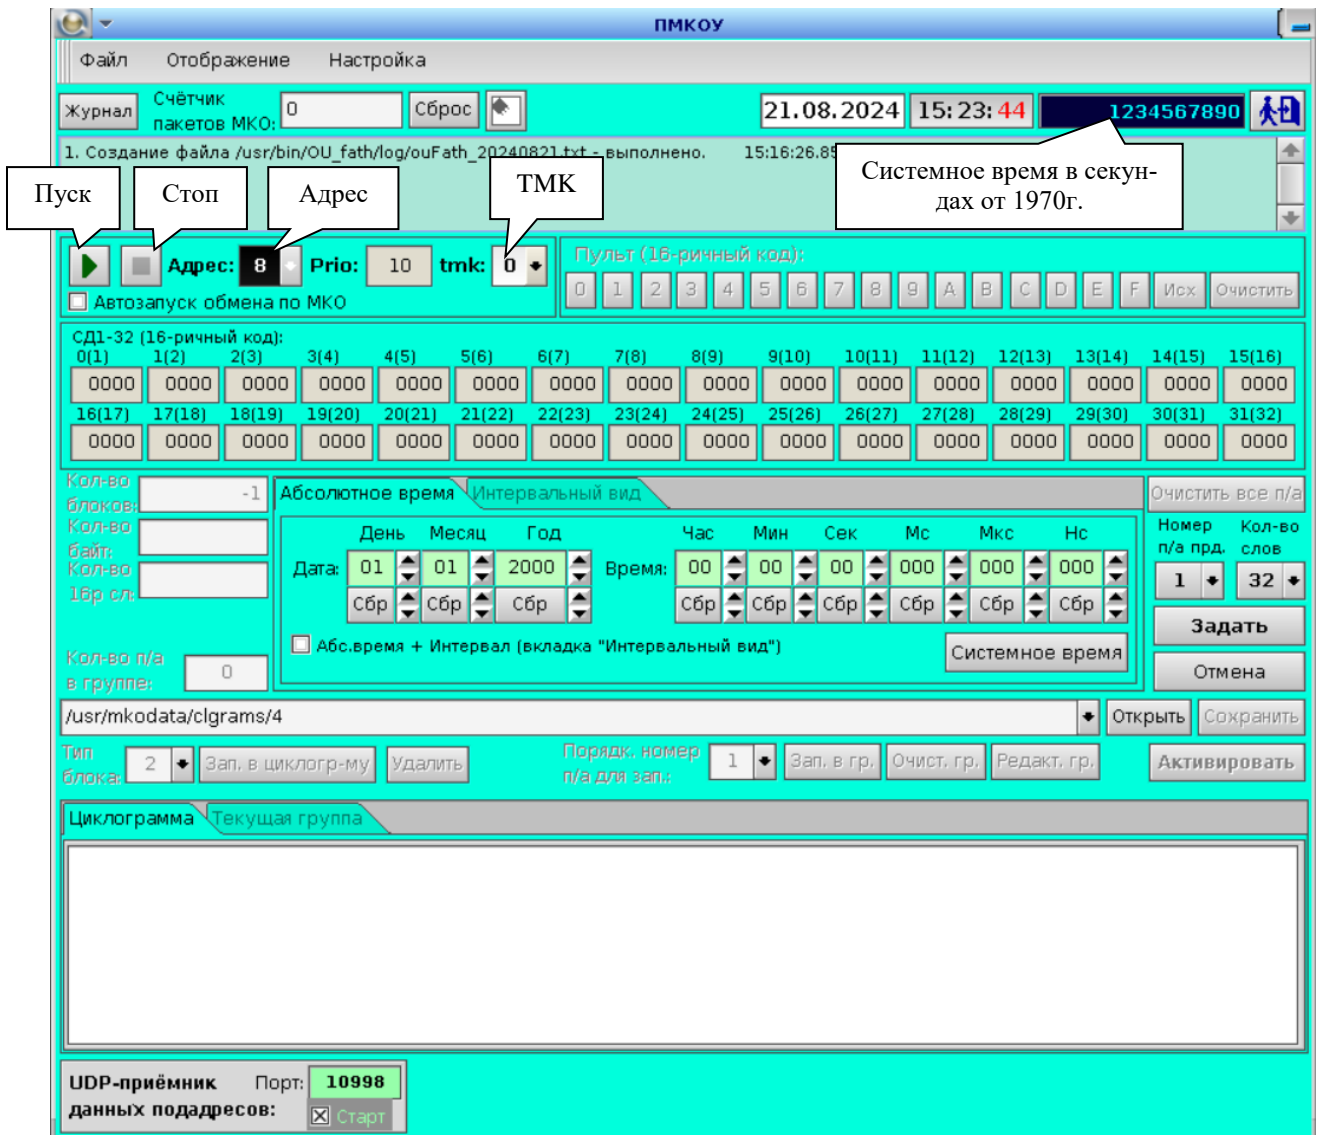 ПМКОУ
Файл Отображение Настройка
Журнал Счётчик пакетов МКО: 0 Сброс 21.08.2024 15:23:44 1234567890
1. Создание файла /usr/bin/OU_fath/log/ouFath_20240821.txt - выполнено. 15:16:26.85
Пуск Стоп Адрес ТМК
Системное время в секун-
дах от 1970г.
Адрес: 8 Prio: 10 tmk: 0
Автозапуск обмена по МКО
Пульт (16-ричный код):
0 1 2 3 4 5 6 7 8 9 A B C D E F Исх Очистить
СД1-32 (16-ричный код):
0(1) 1(2) 2(3) 3(4) 4(5) 5(6) 6(7) 7(8) 8(9) 9(10) 10(11) 11(12) 12(13) 13(14) 14(15) 15(16)
0000 0000 0000 0000 0000 0000 0000 0000 0000 0000 0000 0000 0000 0000 0000 0000
16(17) 17(18) 18(19) 19(20) 20(21) 21(22) 22(23) 23(24) 24(25) 25(26) 26(27) 27(28) 28(29) 29(30) 30(31) 31(32)
0000 0000 0000 0000 0000 0000 0000 0000 0000 0000 0000 0000 0000 0000 0000 0000
Кол-во
блоков: -1
Кол-во
байт:
Кол-во
16р сл:
Кол-во п/а
в группе: 0
Абсолютное время Интервальный вид
День Месяц Год Час Мин Сек Мс Мкс Нс
Дата: 01 01 2000 Время: 00 00 00 000 000 000
Сбр Сбр Сбр Сбр Сбр Сбр Сбр Сбр Сбр
Абс.время + Интервал (вкладка "Интервальный вид")
Системное время
Очистить все п/а
Номер Кол-во
п/а прд. слов
1 32
Задать
Отмена
/usr/mkodata/clgrams/4 Открыть Сохранить
Тип
блока: 2 Зап. в циклогр-му Удалить
Порядк. номер
п/а для зап.: 1 Зап. в гр. Очист. гр. Редакт. гр. Активировать
Циклограмма Текущая группа
UDP-приёмник Порт: 10998
данных подадресов: Старт